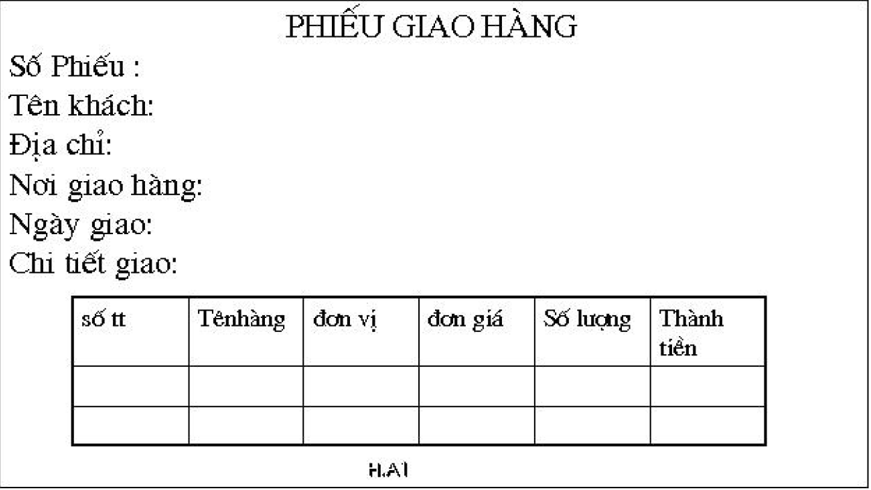 PHIẾU GIAO HÀNG
Số Phiếu :
Tên khách:
Địa chỉ:
Nơi giao hàng:
Ngày giao:
Chi tiết giao:
số tt Tênhàng đơn vị đơn giá Số lượng Thành tiền
H.A1